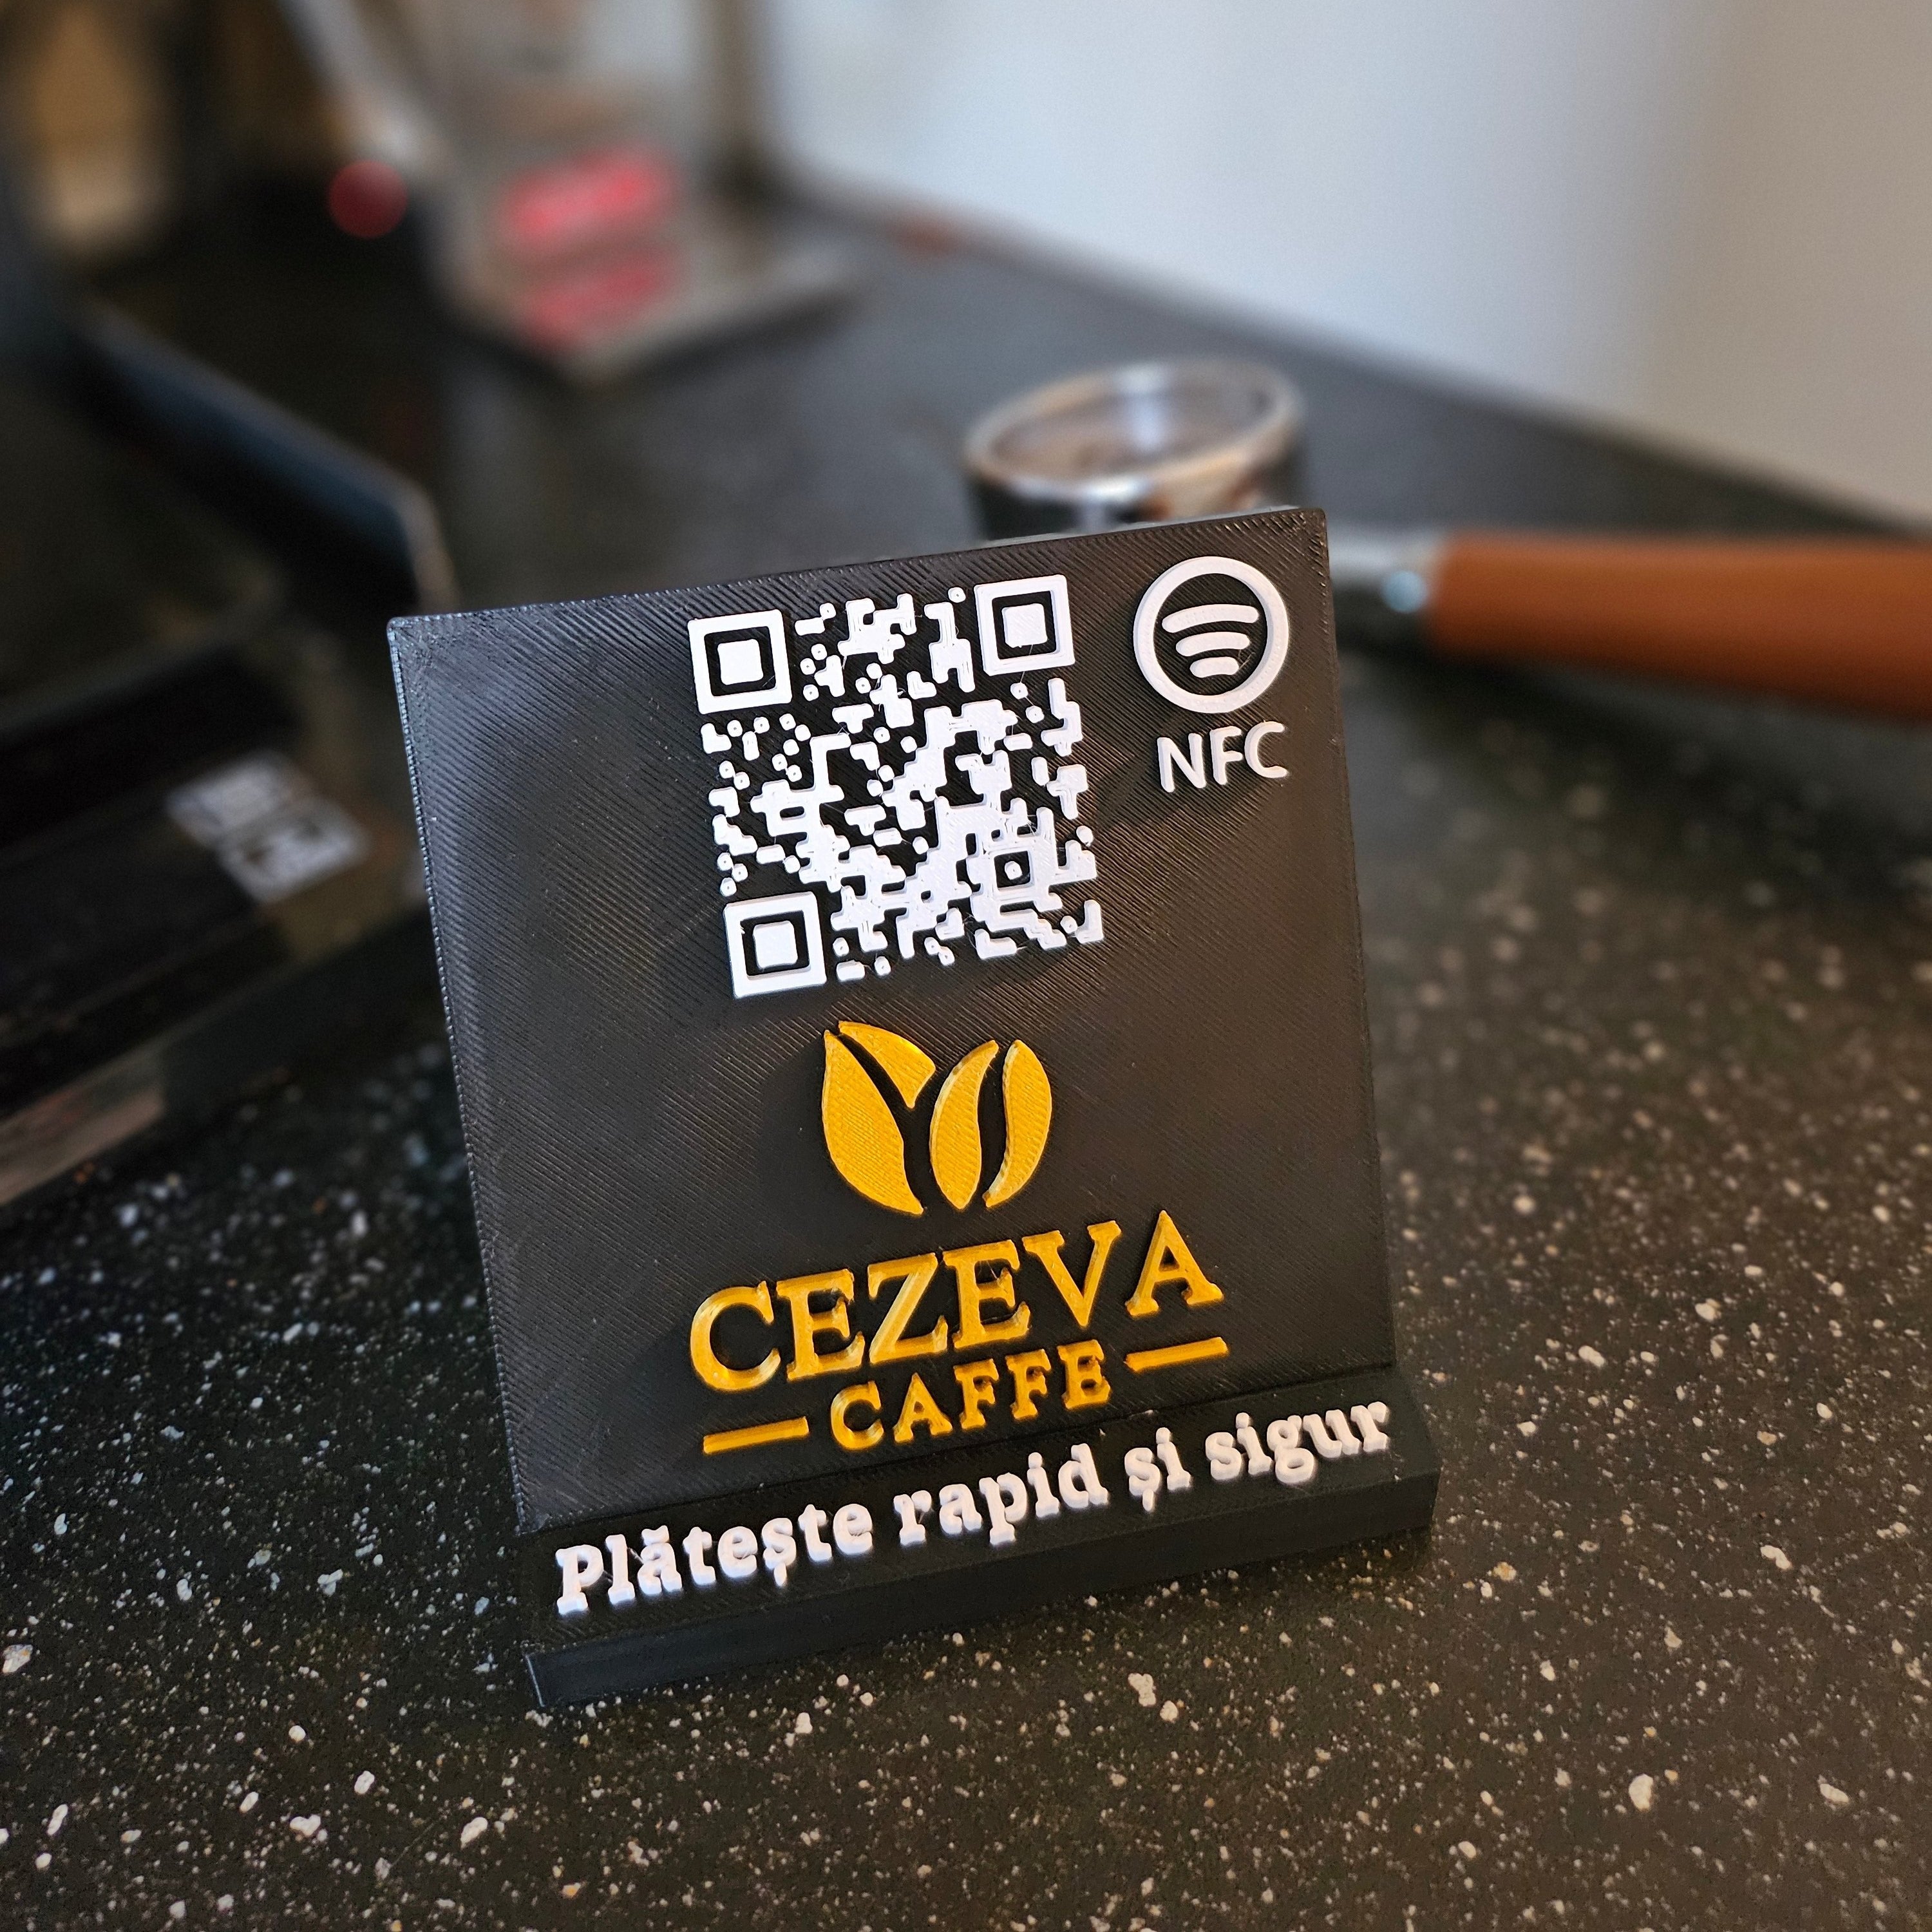 NFC
CEZEVA
CAFFE
Plătește rapid și sigur